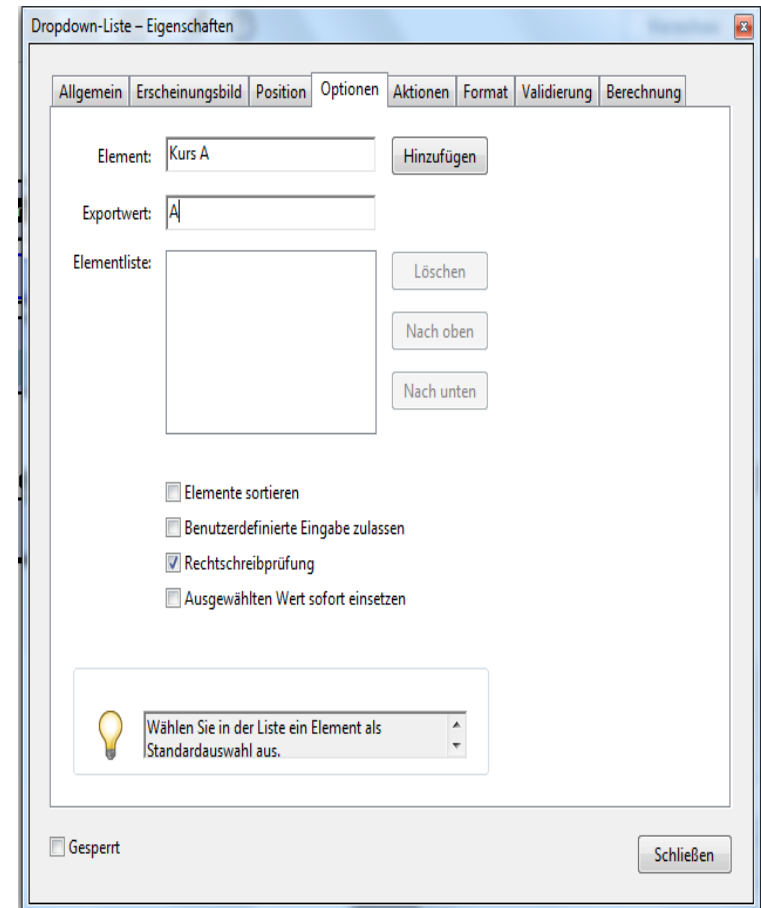 Dropdown-Liste – Eigenschaften
Allgemein Erscheinungsbild Position Optionen Aktionen Format Validierung Berechnung
Element: Kurs A Hinzufügen
Exportwert: A
Elementliste:
Löschen
Nach oben
Nach unten
Elemente sortieren
Benutzerdefinierte Eingabe zulassen
Rechtschreibprüfung
Ausgewählten Wert sofort einsetzen
Wählen Sie in der Liste ein Element als
Standardauswahl aus.
Gesperrt
Schließen